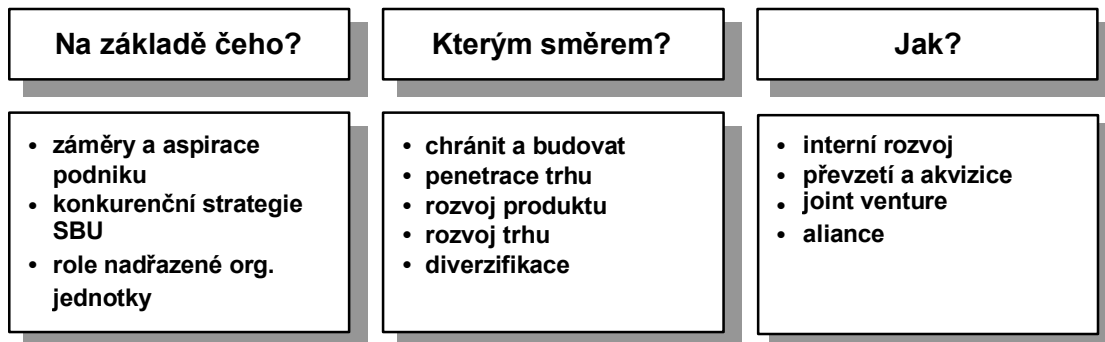 Na základě čeho?
Kterým směrem?
Jak?
• záměry a aspirace
podniku
• konkurenční strategie
SBU
• role nadřazené org.
jednotky
• chránit a budovat
• penetrace trhu
• rozvoj produktu
• rozvoj trhu
• diverzifikace
• interní rozvoj
• převzetí a akvizice
• joint venture
• aliance